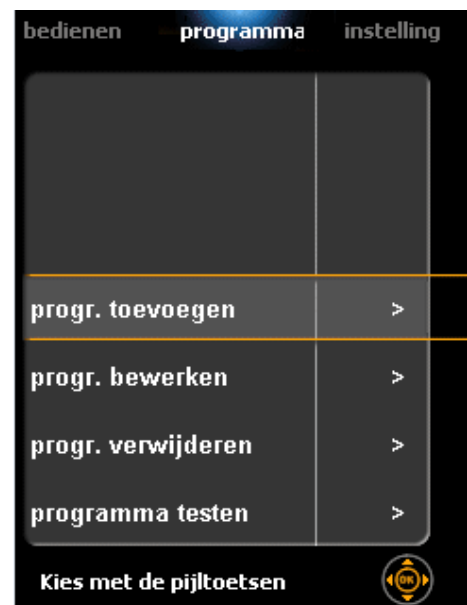 bedienen programma instelling
progr. toevoegen >
progr. bewerken >
progr. verwijderen >
programma testen >
Kies met de pijltoetsen OK